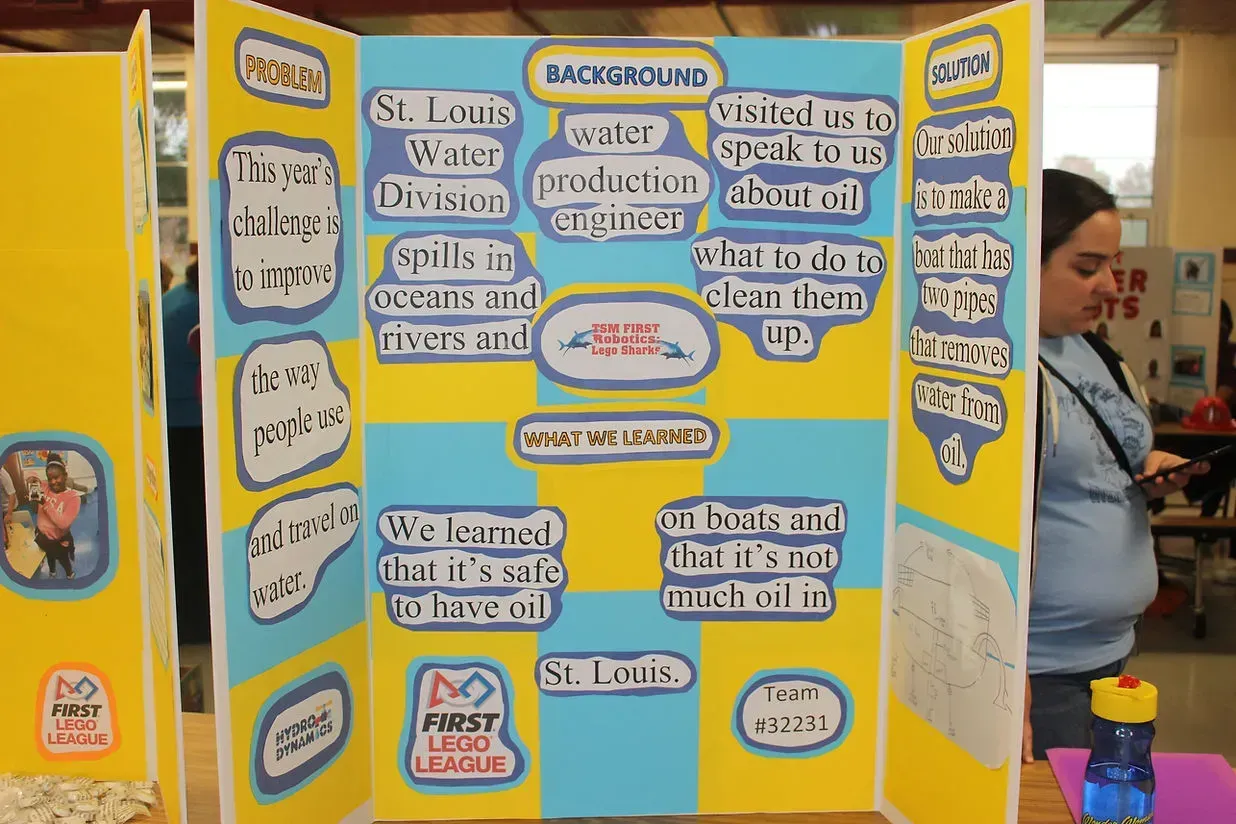 PROBLEM
This year's
challenge is
to improve
the way
people use
and travel on
water.
HYDRO
DYNAMICS
BACKGROUND
St. Louis
Water
Division
water
production
engineer
visited us to
speak to us
about oil
spills in
oceans and
rivers and
what to do to
clean them
up.
TSM FIRST
Robotics:
Lego Sharks
WHAT WE LEARNED
We learned
that it's safe
to have oil
on boats and
that it's not
much oil in
St. Louis.
FIRST
LEGO
LEAGUE
Team
#32231
SOLUTION
Our solution
is to make a
boat that has
two pipes
that removes
water from
oil.
FIRST
LEGO
LEAGUE